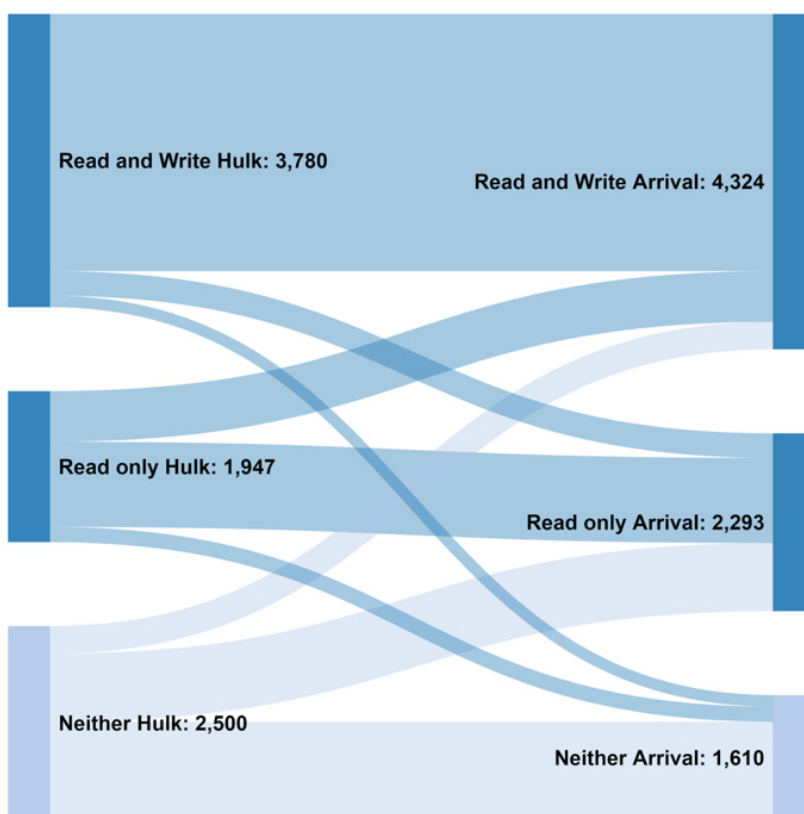 Read and Write Hulk: 3,780
Read and Write Arrival: 4,324
Read only Hulk: 1,947
Read only Arrival: 2,293
Neither Hulk: 2,500
Neither Arrival: 1,610